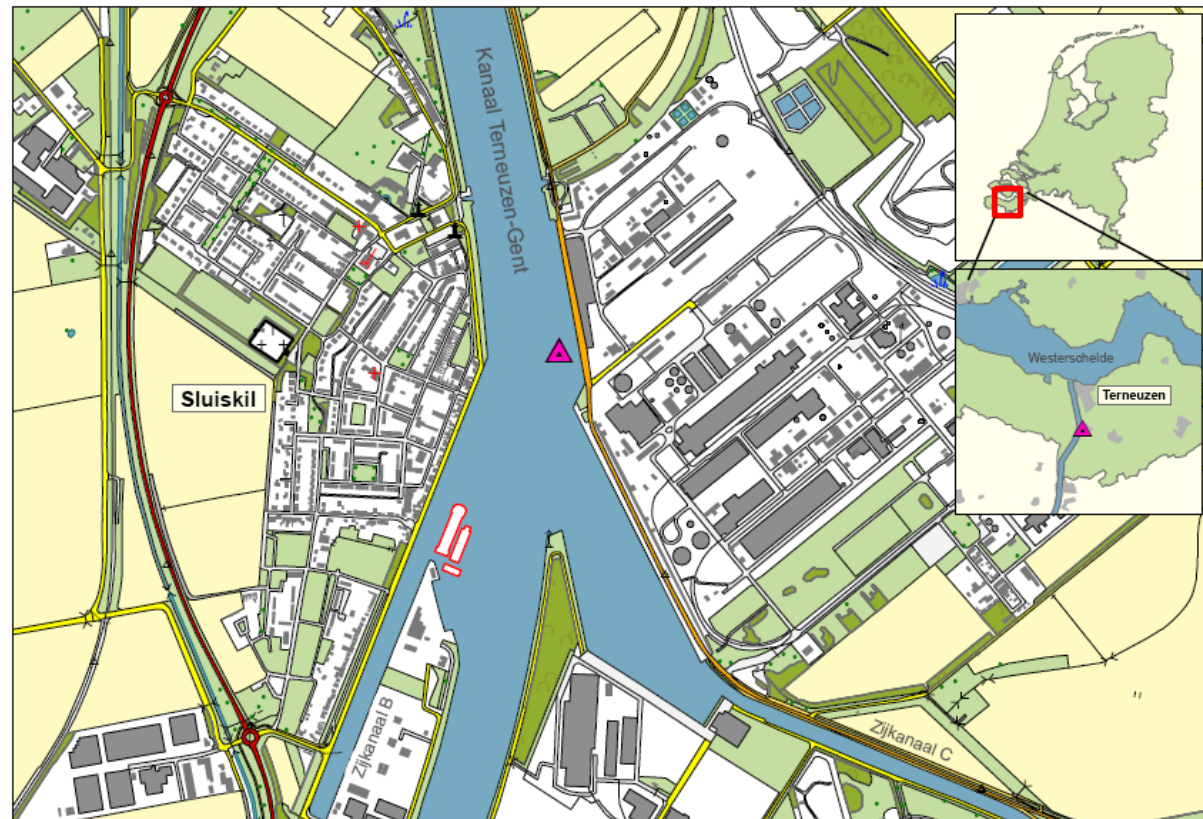 Kanaal Terneuzen-Gent
Sluiskil
Westerschelde
Terneuzen
Zijkanaal B
Zijkanaal C